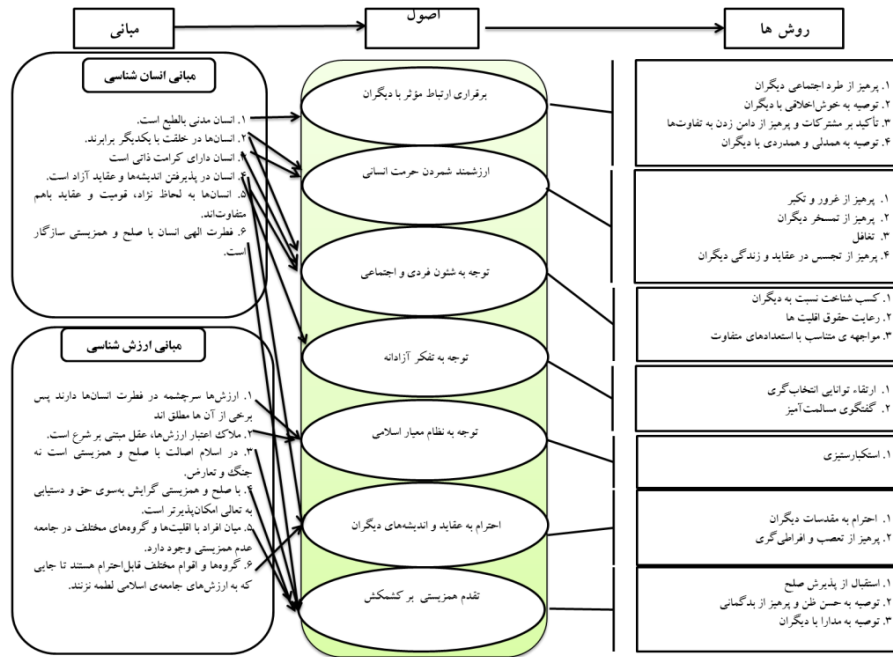 مبانی
اصول
روش ها
مبانی انسان شناسی
۱. انسان مدنی بالطبع است.
۲. انسان‌ها در خلقت با یکدیگر برابرند.
۳. انسان دارای کرامت ذاتی است
۴. انسان در پذیرفتن اندیشه‌ها و عقاید آزاد است.
۵. انسان‌ها به لحاظ نژاد، قومیت و عقاید باهم
متفاوت‌اند.
۶. فطرت الهی انسان با صلح و همزیستی سازگار
است.
مبانی ارزش شناسی
۱. ارزش‌ها سرچشمه در فطرت انسان‌ها دارند پس
برخی از آن ها مطلق اند
۲. ملاک اعتبار ارزش‌ها، عقل مبتنی بر شرع است.
۳. در اسلام اصالت با صلح و همزیستی است نه
جنگ و تعارض.
۴. با صلح و همزیستی گرایش به‌سوی حق و دستیابی
به تعالی امکان‌پذیرتر است.
۵. میان افراد با اقلیت‌ها و گروه‌های مختلف در جامعه
عدم همزیستی وجود دارد.
۶. گروه‌ها و اقوام مختلف قابل‌احترام هستند تا جایی
که به ارزش‌های جامعه‌ی اسلامی لطمه نزنند.
برقراری ارتباط مؤثر با دیگران
ارزشمند شمردن حرمت انسانی
توجه به شئون فردی و اجتماعی
توجه به تفکر آزادانه
توجه به نظام معیار اسلامی
احترام به عقاید و اندیشه‌های دیگران
تقدم همزیستی بر کشمکش
۱. پرهیز از طرد اجتماعی دیگران
۲. توصیه به خوش‌اخلاقی با دیگران
۳. تأکید بر مشترکات و پرهیز از دامن زدن به تفاوت‌ها
۴. توصیه به همدلی و همدردی با دیگران
۱. پرهیز از غرور و تکبر
۲. پرهیز از تمسخر دیگران
۳. تغافل
۴. پرهیز از تجسس در عقاید و زندگی دیگران
۱. کسب شناخت نسبت به دیگران
۲. رعایت حقوق اقلیت ها
۳. مواجهه ی متناسب با استعدادهای متفاوت
۱. ارتقاء توانایی انتخاب‌گری
۲. گفتگوی مسالمت‌آمیز
۱. استکبارستیزی
۱. احترام به مقدسات دیگران
۲. پرهیز از تعصب و افراطی‌گری
۱. استقبال از پذیرش صلح
۲. توصیه به حسن ظن و پرهیز از بدگمانی
۳. توصیه به مدارا با دیگران